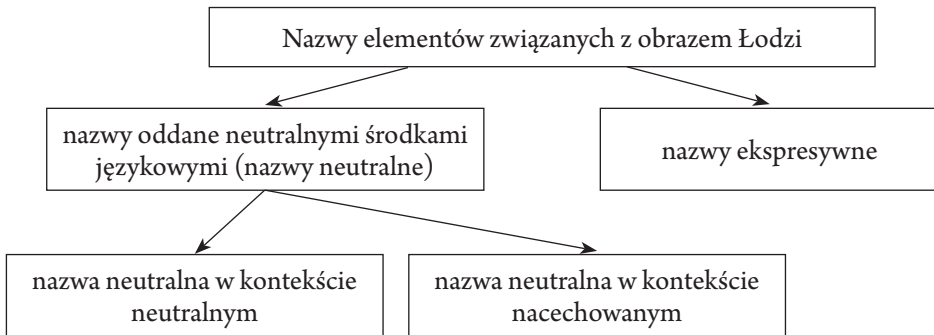 Nazwy elementów związanych z obrazem Łodzi
nazwy oddane neutralnymi środkami
językowymi (nazwy neutralne)
nazwy ekspresywne
nazwa neutralna w kontekście
neutralnym
nazwa neutralna w kontekście
nacechowanym